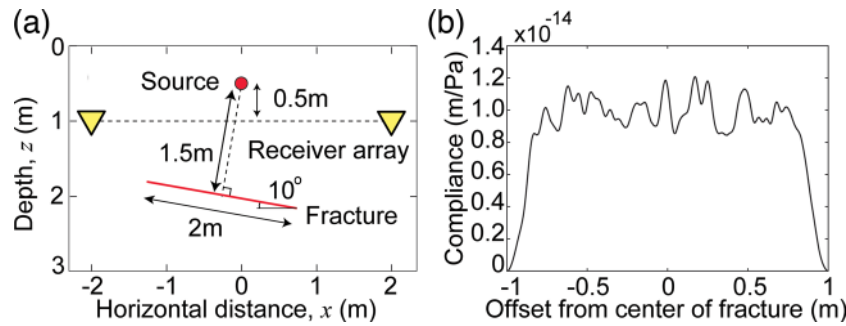 (a)
0
1
2
3
Depth, z (m)
Source
0.5m
1.5m
Receiver array
10°
Fracture
2m
-2
-1
0
1
2
Horizontal distance, x (m)
(b)
x10⁻¹⁴
1.4
1.2
1.0
0.8
0.6
0.4
0.2
0
Compliance (m/Pa)
-1
-0.5
0
0.5
1
Offset from center of fracture (m)